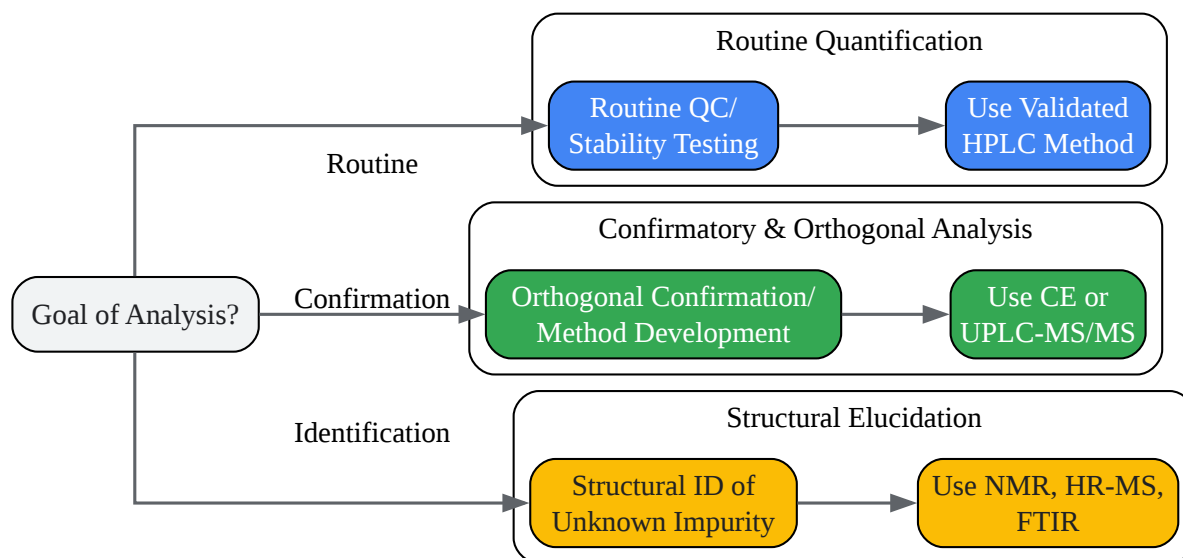 Routine Quantification
Routine QC/
Stability Testing
Use Validated
HPLC Method
Routine
Confirmatory & Orthogonal Analysis
Goal of Analysis?
Confirmation
Orthogonal Confirmation/
Method Development
Use CE or
UPLC-MS/MS
Identification
Structural Elucidation
Structural ID of
Unknown Impurity
Use NMR, HR-MS,
FTIR